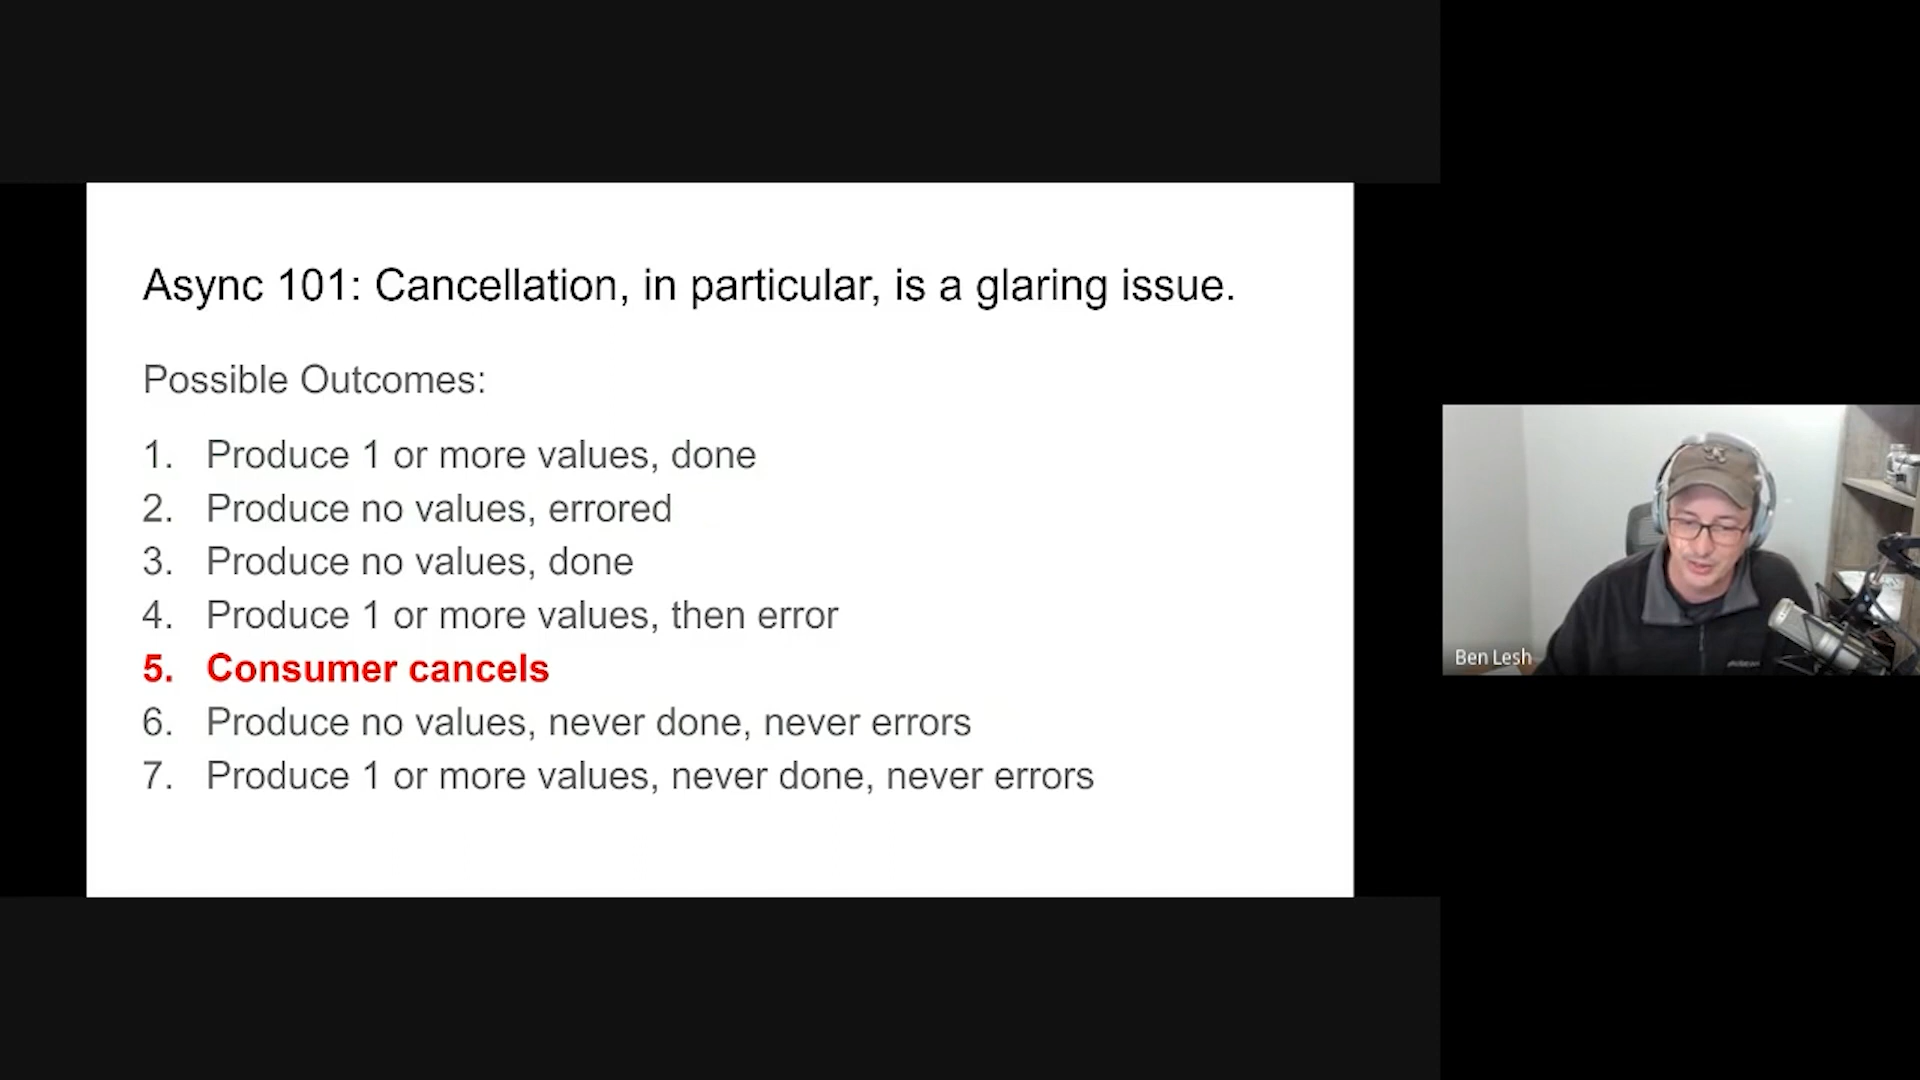 Async 101: Cancellation, in particular, is a glaring issue.
Possible Outcomes:
1. Produce 1 or more values, done
2. Produce no values, errored
3. Produce no values, done
4. Produce 1 or more values, then error
5. Consumer cancels
6. Produce no values, never done, never errors
7. Produce 1 or more values, never done, never errors
Ben Lesh